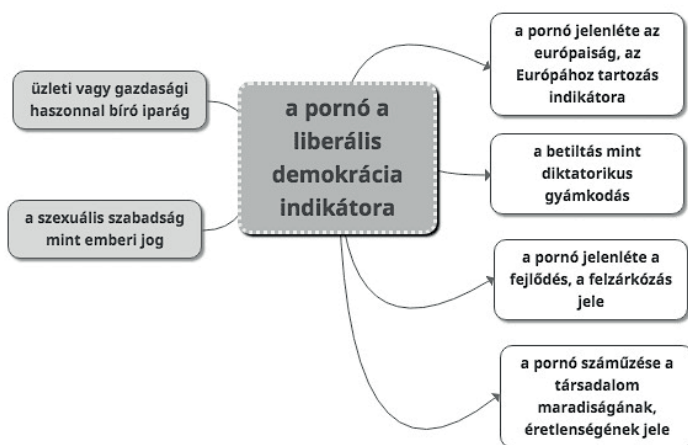 üzleti vagy gazdasági
haszonnal bíró iparág
a szexuális szabadság
mint emberi jog
a pornó a
liberális
demokrácia
indikátora
a pornó jelenléte az
európaiság, az
Európához tartozás
indikátora
a betiltás mint
diktatorikus
gyámkodás
a pornó jelenléte a
fejlődés, a felzárkózás
jele
a pornó száműzése a
társadalom
maradiságának,
éretlenségének jele